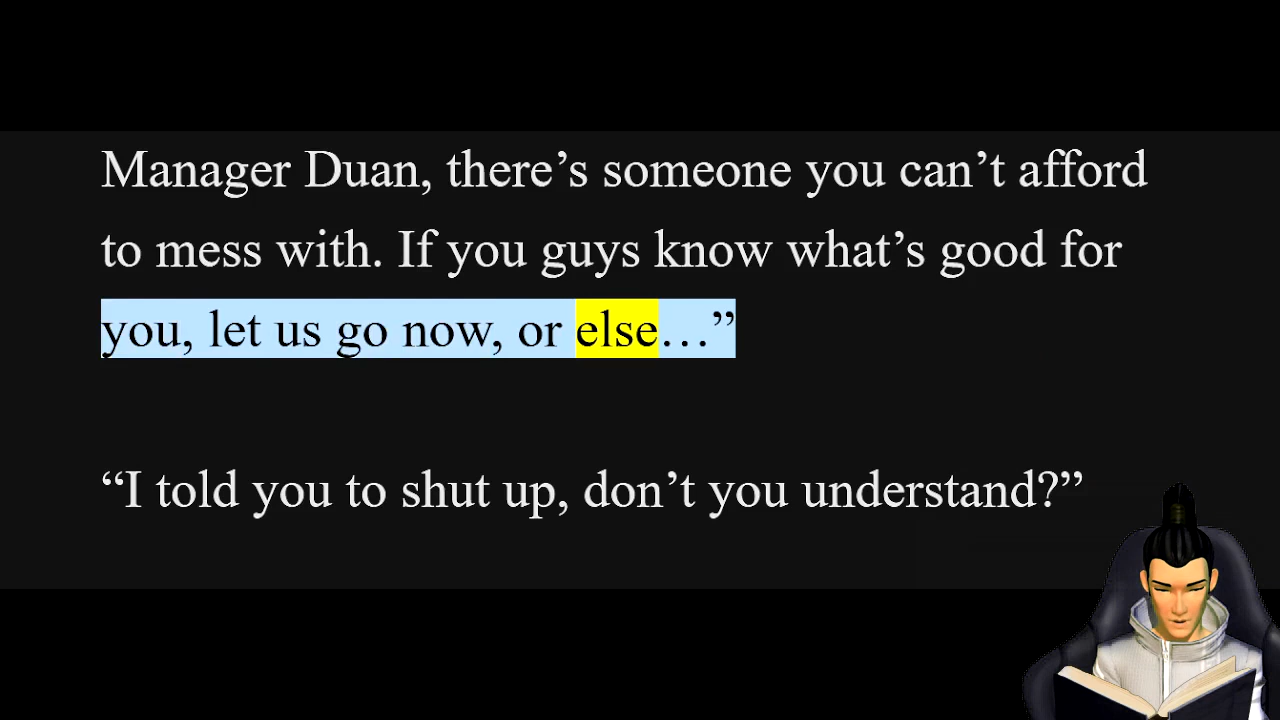 Manager Duan, there’s someone you can’t afford
to mess with. If you guys know what’s good for
you, let us go now, or else…”
“I told you to shut up, don’t you understand?”